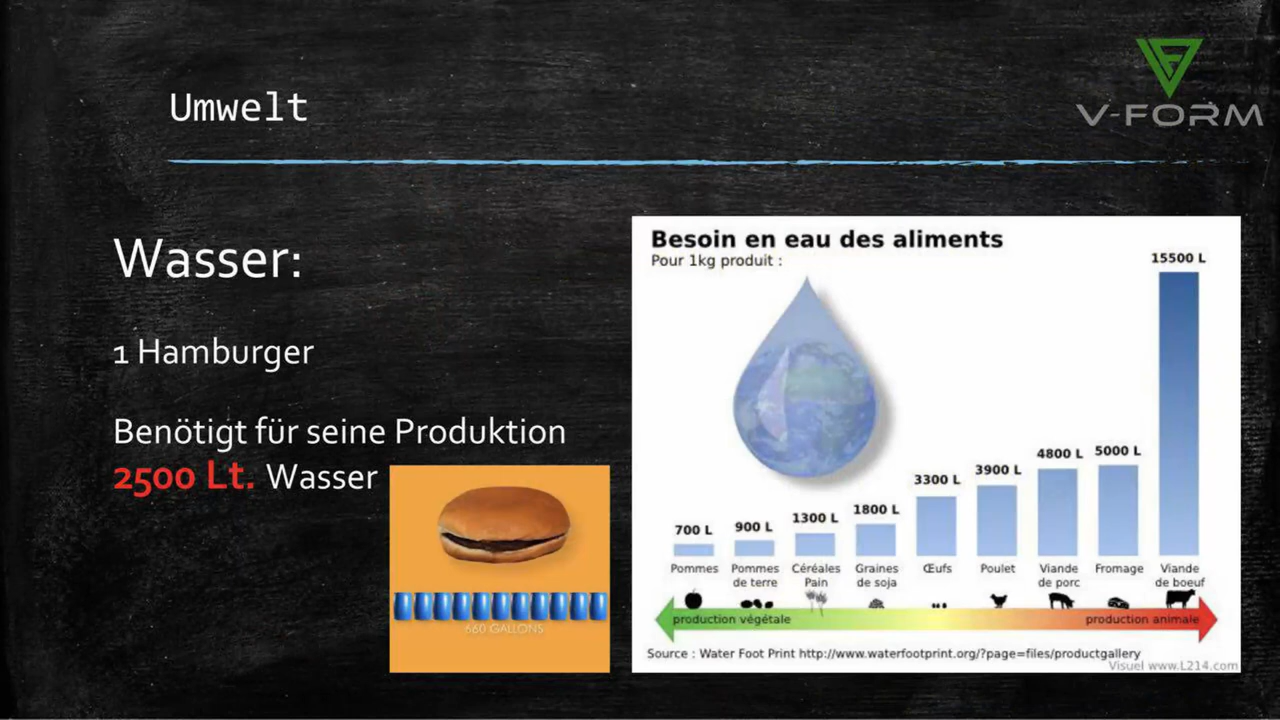 Umwelt
V-FORM
Wasser:
1 Hamburger
Benötigt für seine Produktion
2500 Lt. Wasser
660 GALLONS
Besoin en eau des aliments
Pour 1kg produit :
700 L
900 L
1300 L
1800 L
3300 L
3900 L
4800 L
5000 L
15500 L
Pommes
Pommes
de terre
Céréales
Pain
Graines
de soja
Œufs
Poulet
Viande
de porc
Fromage
Viande
de boeuf
production végétale
production animale
Source : Water Foot Print http://www.waterfootprint.org/?page=files/productgallery
Visuel www.L214.com